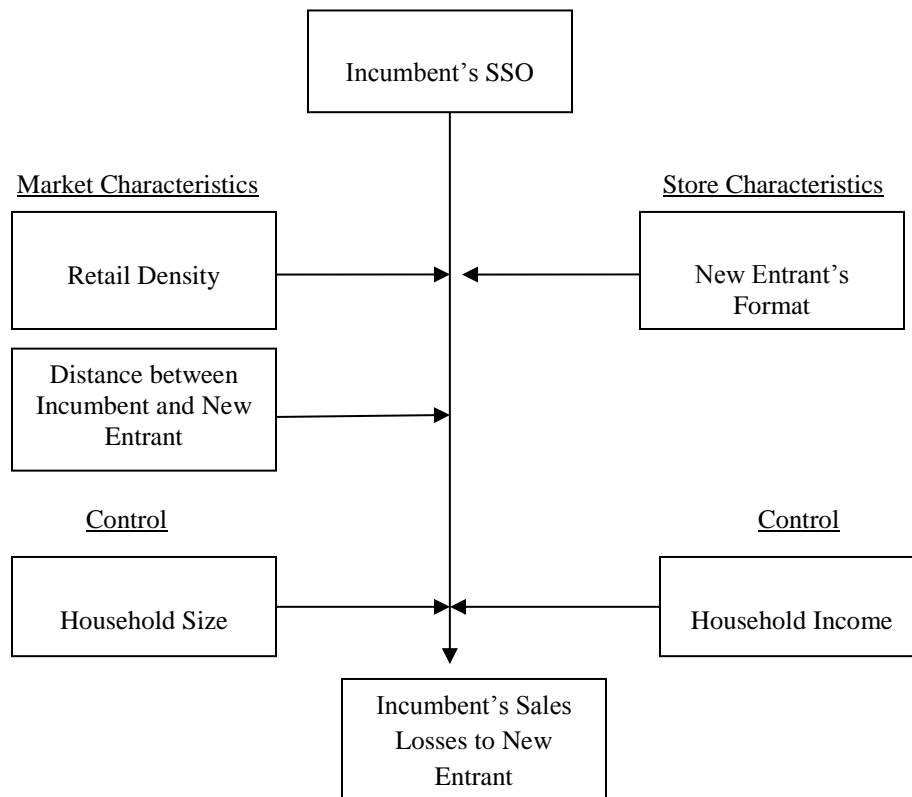 Incumbent’s SSO
Market Characteristics
Store Characteristics
Retail Density
New Entrant’s
Format
Distance between
Incumbent and New
Entrant
Control
Control
Household Size
Household Income
Incumbent’s Sales
Losses to New
Entrant